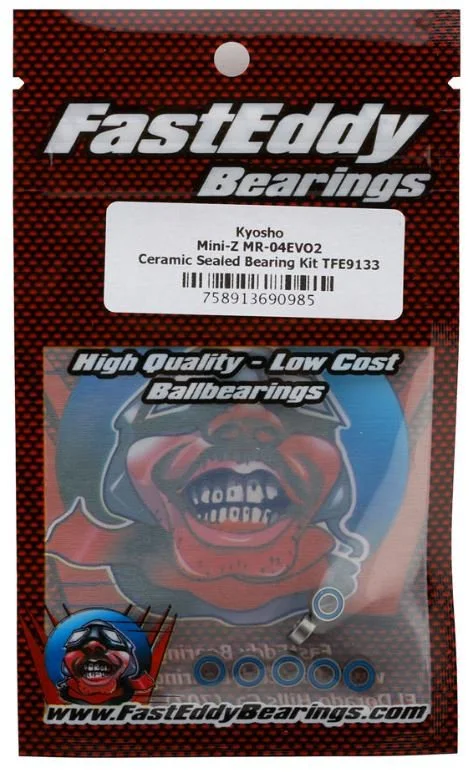 FastEddy
Bearings
Kyosho
Mini-Z MR-04EVO2
Ceramic Sealed Bearing Kit TFE9133
758913690985
High Quality - Low Cost
Ballbearings
www.FastEddyBearings.com